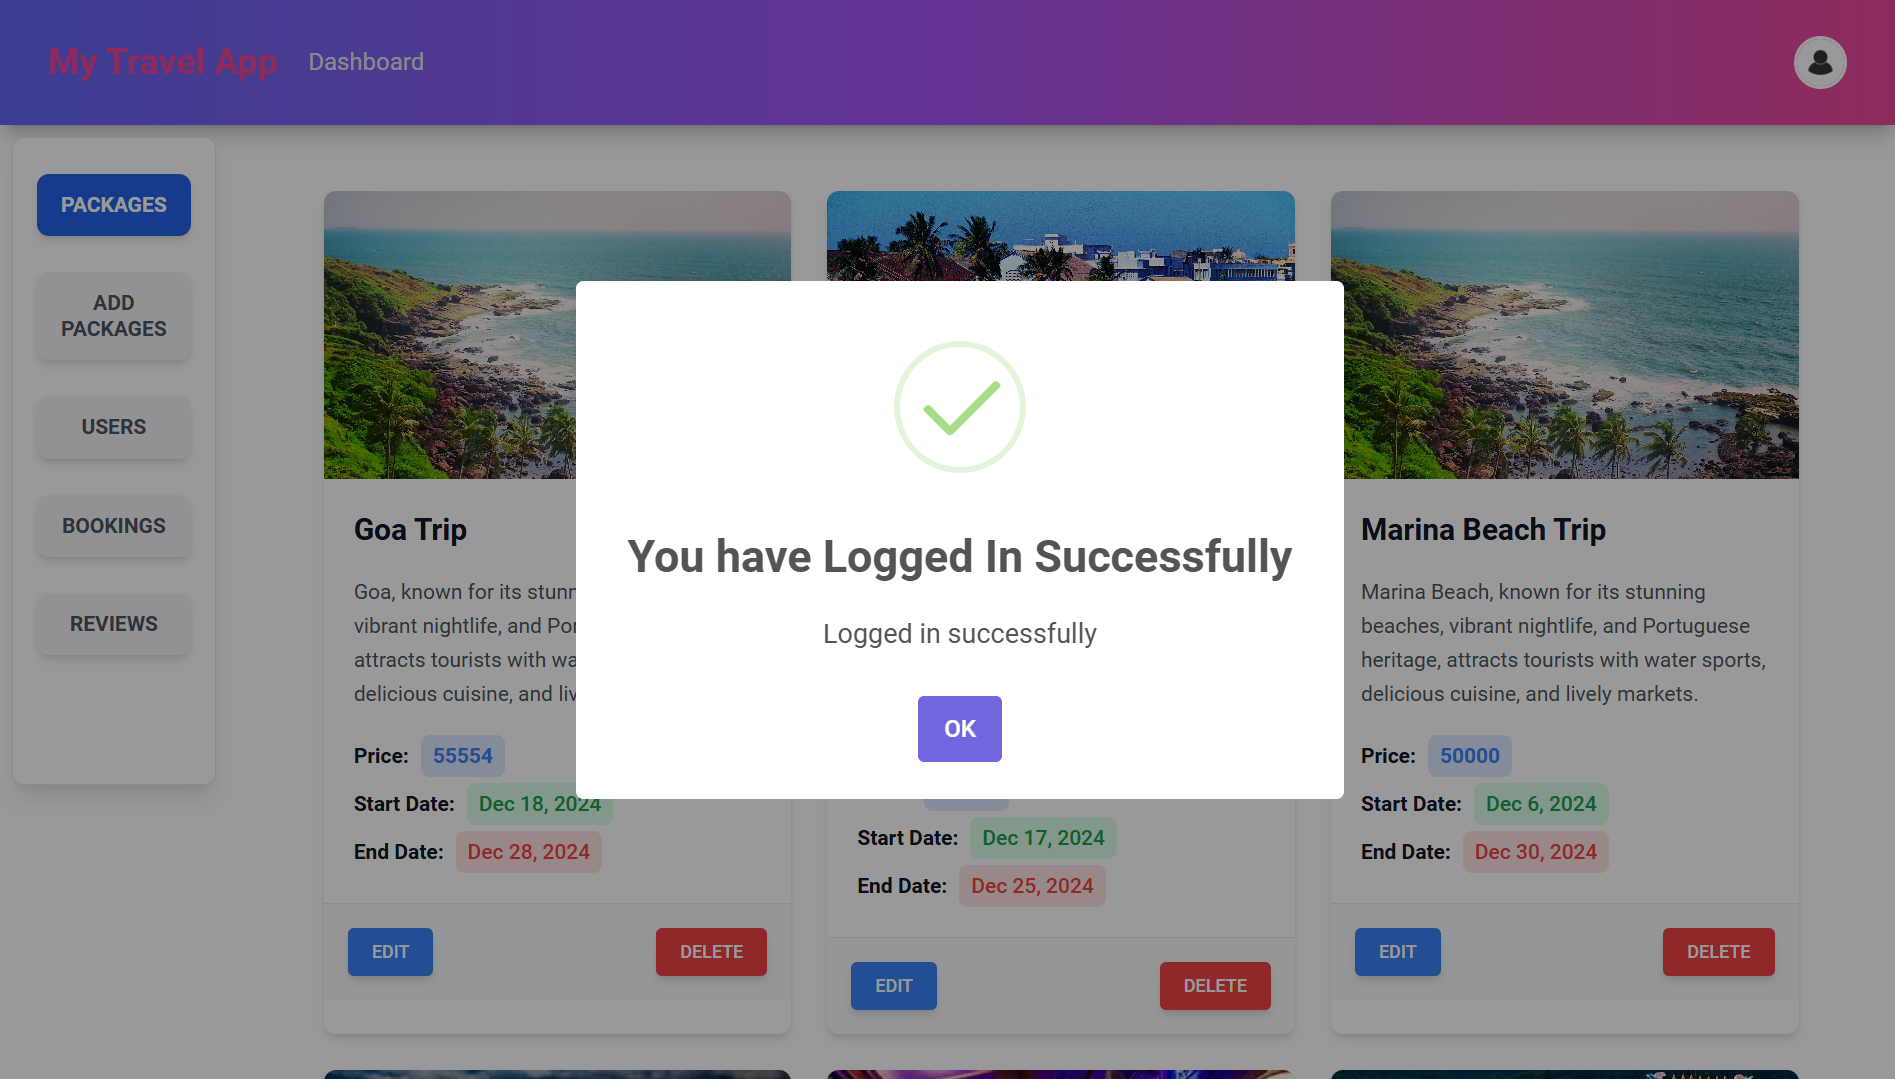 My Travel App
Dashboard
PACKAGES
ADD
PACKAGES
USERS
BOOKINGS
REVIEWS
Goa Trip
Goa, known for its stunn
vibrant nightlife, and Por
attracts tourists with wa
delicious cuisine, and liv
Price: 55554
Start Date: Dec 18, 2024
End Date: Dec 28, 2024
EDIT
DELETE
You have Logged In Successfully
Logged in successfully
OK
Start Date: Dec 17, 2024
End Date: Dec 25, 2024
EDIT
DELETE
Marina Beach Trip
Marina Beach, known for its stunning
beaches, vibrant nightlife, and Portuguese
heritage, attracts tourists with water sports,
delicious cuisine, and lively markets.
Price: 50000
Start Date: Dec 6, 2024
End Date: Dec 30, 2024
EDIT
DELETE